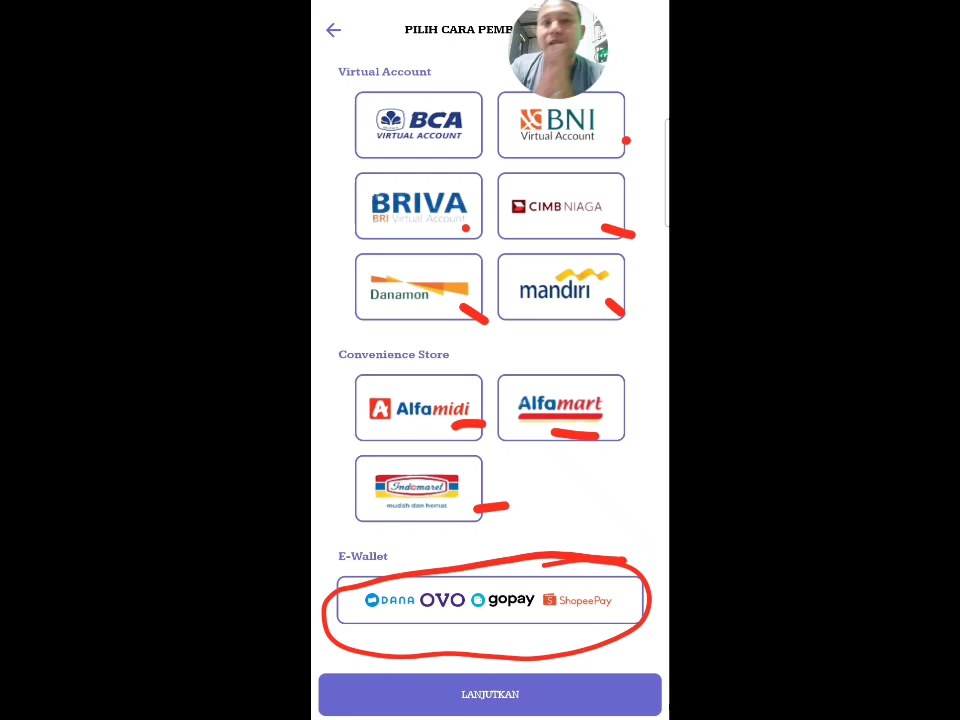 PILIH CARA PEMB
Virtual Account
BCA
VIRTUAL ACCOUNT
BNI
Virtual Account
BRIVA
BRI Virtual Account
CIMB NIAGA
Danamon
mandiri
Convenience Store
Alfamidi
Alfamart
Indomaret
mudah dan hemat
E-Wallet
DANA OVO gopay ShopeePay
LANJUTKAN